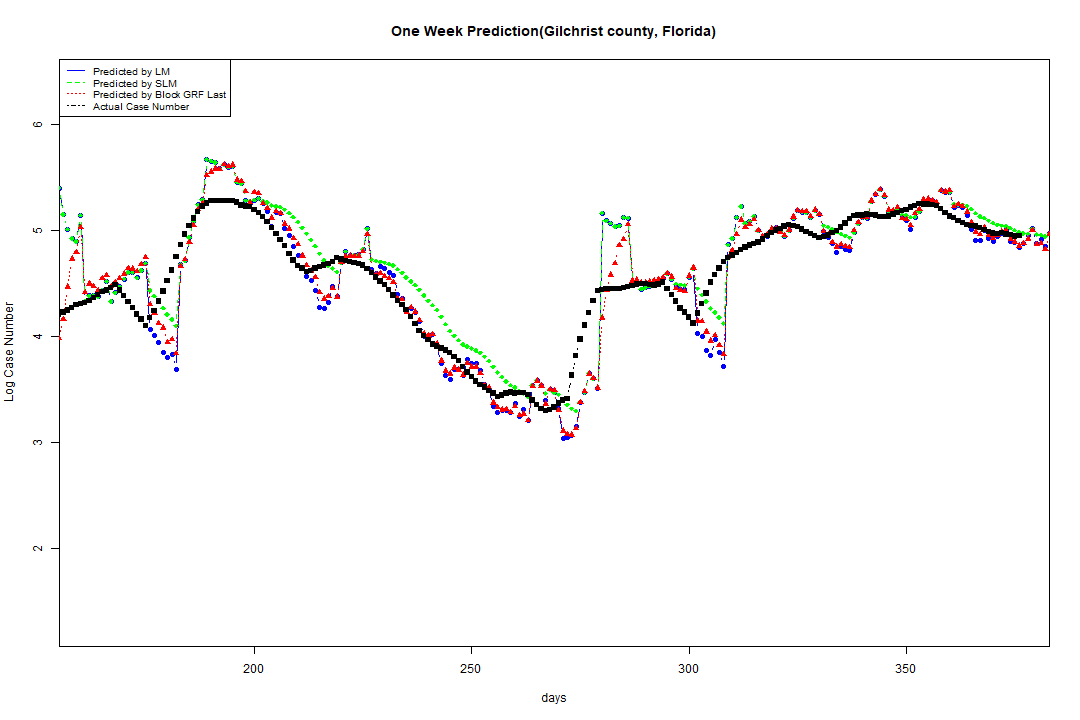 One Week Prediction(Gilchrist county, Florida)
Predicted by LM
Predicted by SLM
Predicted by Block GRF Last
Actual Case Number
6
5
4
3
2
Log Case Number
200
250
300
350
days